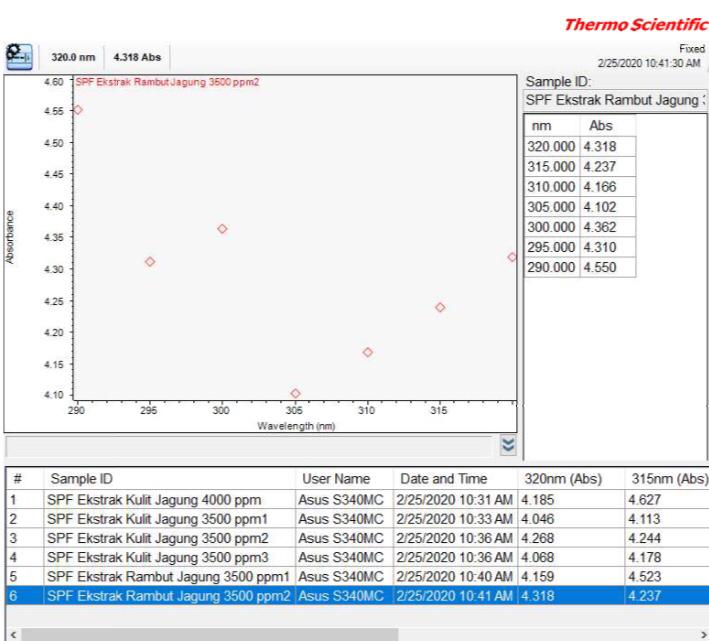 Thermo Scientific
Fixed
320.0 nm 4.318 Abs
2/25/2020 10:41:30 AM
SPF Ekstrak Rambut Jagung 3500 ppm2
4.60
4.55
4.50
4.45
4.40
4.35
4.30
4.25
4.20
4.15
4.10
Absorbance
290 295 300 305 310 315
Wavelength (nm)
Sample ID:
SPF Ekstrak Rambut Jagung
nm Abs
320.000 4.318
315.000 4.237
310.000 4.166
305.000 4.102
300.000 4.362
295.000 4.310
290.000 4.550
# Sample ID User Name Date and Time 320nm (Abs) 315nm (Abs)
1 SPF Ekstrak Kulit Jagung 4000 ppm Asus S340MC 2/25/2020 10:31 AM 4.185 4.627
2 SPF Ekstrak Kulit Jagung 3500 ppm1 Asus S340MC 2/25/2020 10:33 AM 4.046 4.113
3 SPF Ekstrak Kulit Jagung 3500 ppm2 Asus S340MC 2/25/2020 10:36 AM 4.268 4.244
4 SPF Ekstrak Kulit Jagung 3500 ppm3 Asus S340MC 2/25/2020 10:36 AM 4.068 4.178
5 SPF Ekstrak Rambut Jagung 3500 ppm1 Asus S340MC 2/25/2020 10:40 AM 4.159 4.523
6 SPF Ekstrak Rambut Jagung 3500 ppm2 Asus S340MC 2/25/2020 10:41 AM 4.318 4.237